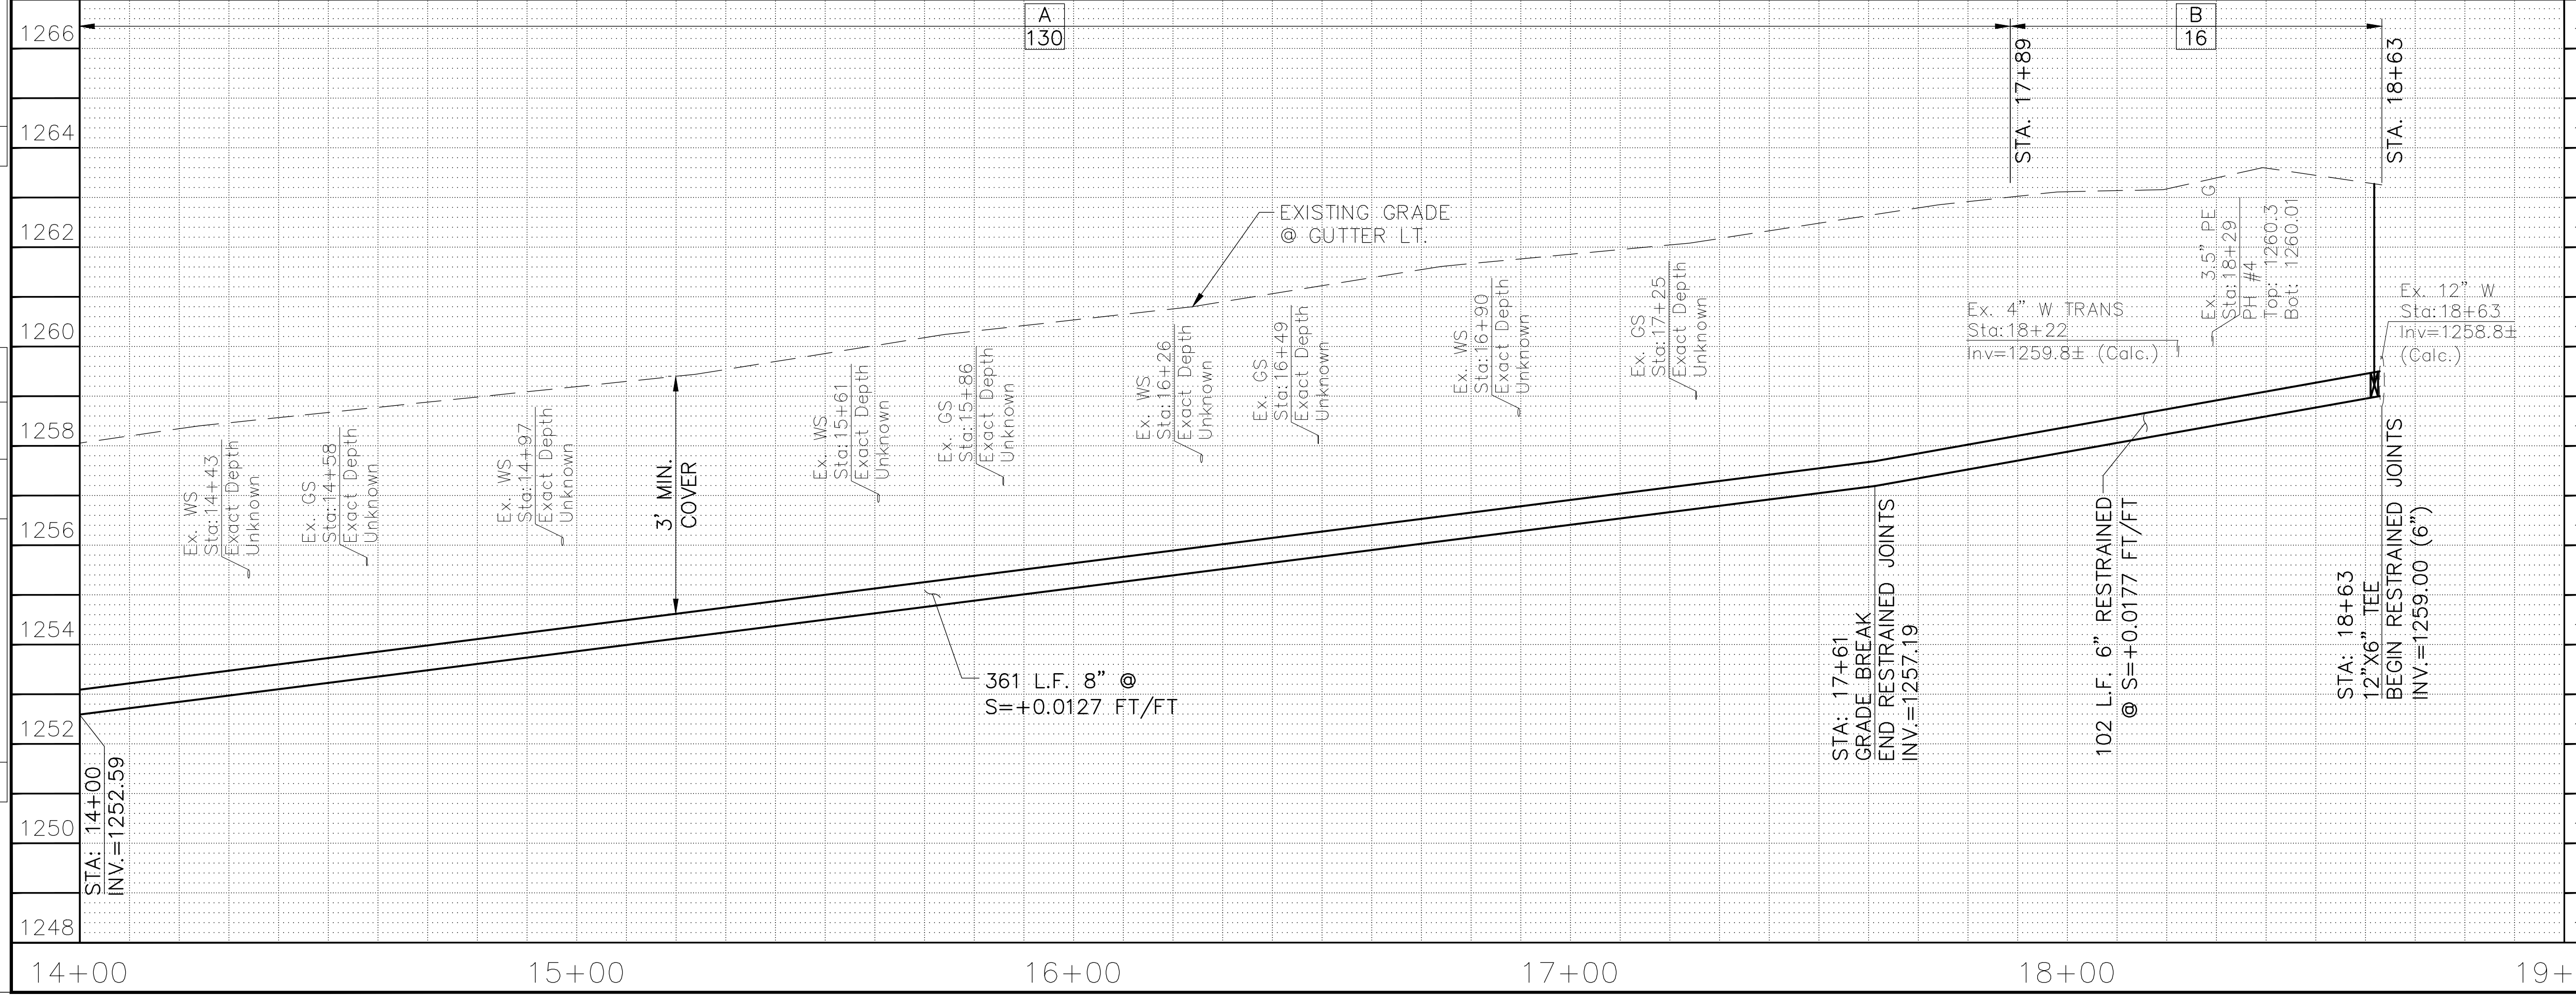 A
130
B
16
STA. 17+89
STA. 18+63
1266
1264
1262
1260
1258
1256
1254
1252
1250
1248
EXISTING GRADE
@ GUTTER LT.
Ex. WS
Sta:14+43
Exact Depth
Unknown
Ex. GS
Sta:14+58
Exact Depth
Unknown
Ex. WS
Sta:14+97
Exact Depth
Unknown
3' MIN.
COVER
Ex. WS
Sta:15+61
Exact Depth
Unknown
Ex. GS
Sta:15+86
Exact Depth
Unknown
Ex. WS
Sta:16+26
Exact Depth
Unknown
Ex. GS
Sta:16+49
Exact Depth
Unknown
Ex. WS
Sta:16+90
Exact Depth
Unknown
Ex. GS
Sta:17+25
Exact Depth
Unknown
Ex. 4" W TRANS
Sta:18+22
Inv=1259.8± (Calc.)
Ex. 3.5" PE G
Sta:18+29
PH #4
Top: 1260.3
Bot: 1260.01
Ex. 12" W
Sta:18+63
Inv=1258.8±
(Calc.)
STA: 14+00
INV.=1252.59
361 L.F. 8" @
S=+0.0127 FT/FT
STA: 17+61
GRADE BREAK
END RESTRAINED JOINTS
INV.=1257.19
102 L.F. 6" RESTRAINED
@ S=+0.0177 FT/FT
STA: 18+63
12"X6" TEE
BEGIN RESTRAINED JOINTS
INV.=1259.00 (6")
14+00
15+00
16+00
17+00
18+00
19+